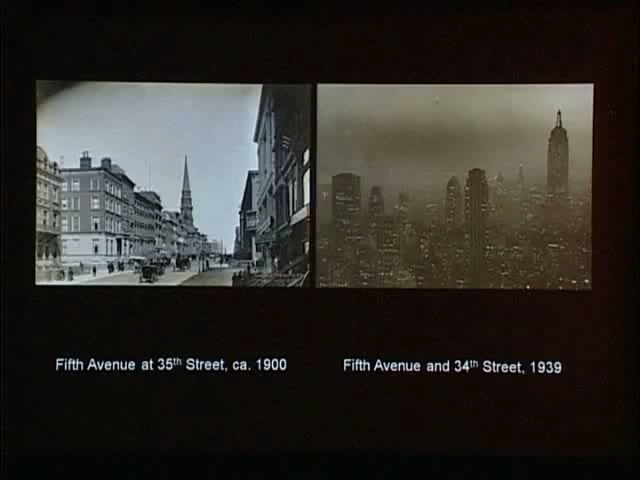 Fifth Avenue at 35th Street, ca. 1900
Fifth Avenue and 34th Street, 1939